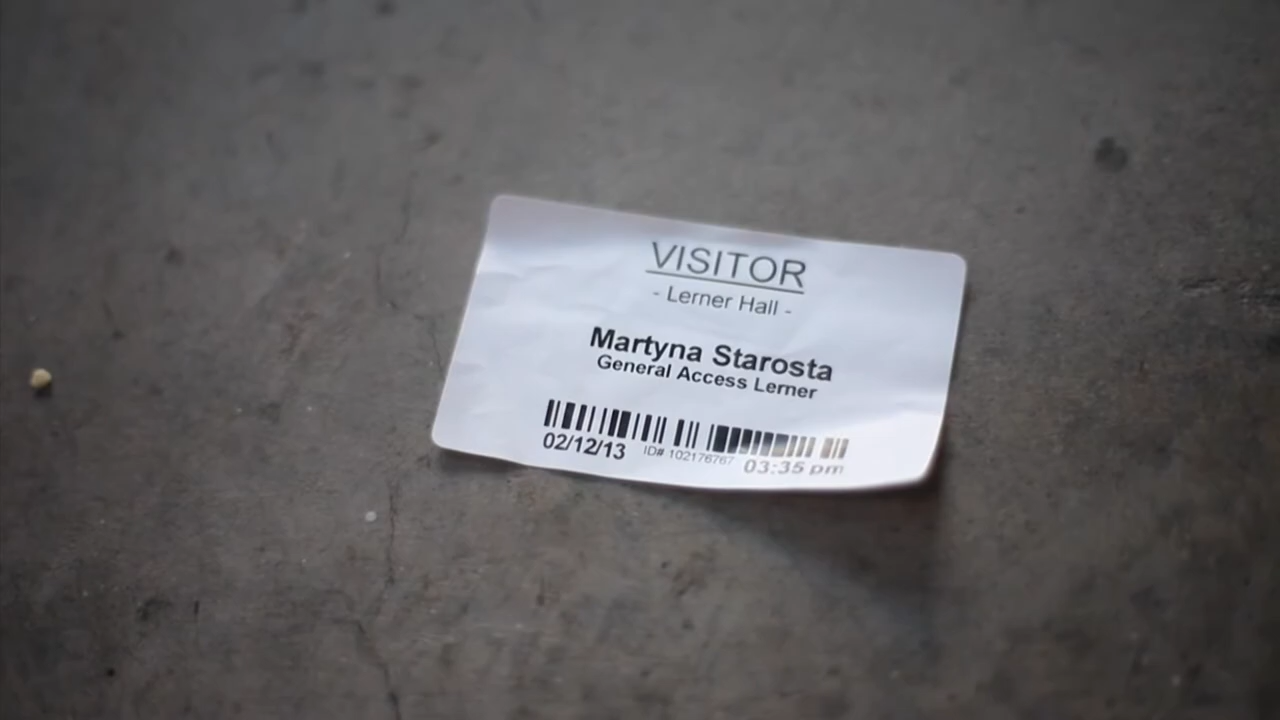 VISITOR
- Lerner Hall -
Martyna Starosta
General Access Lerner
02/12/13 ID# 102176767 03:35 pm